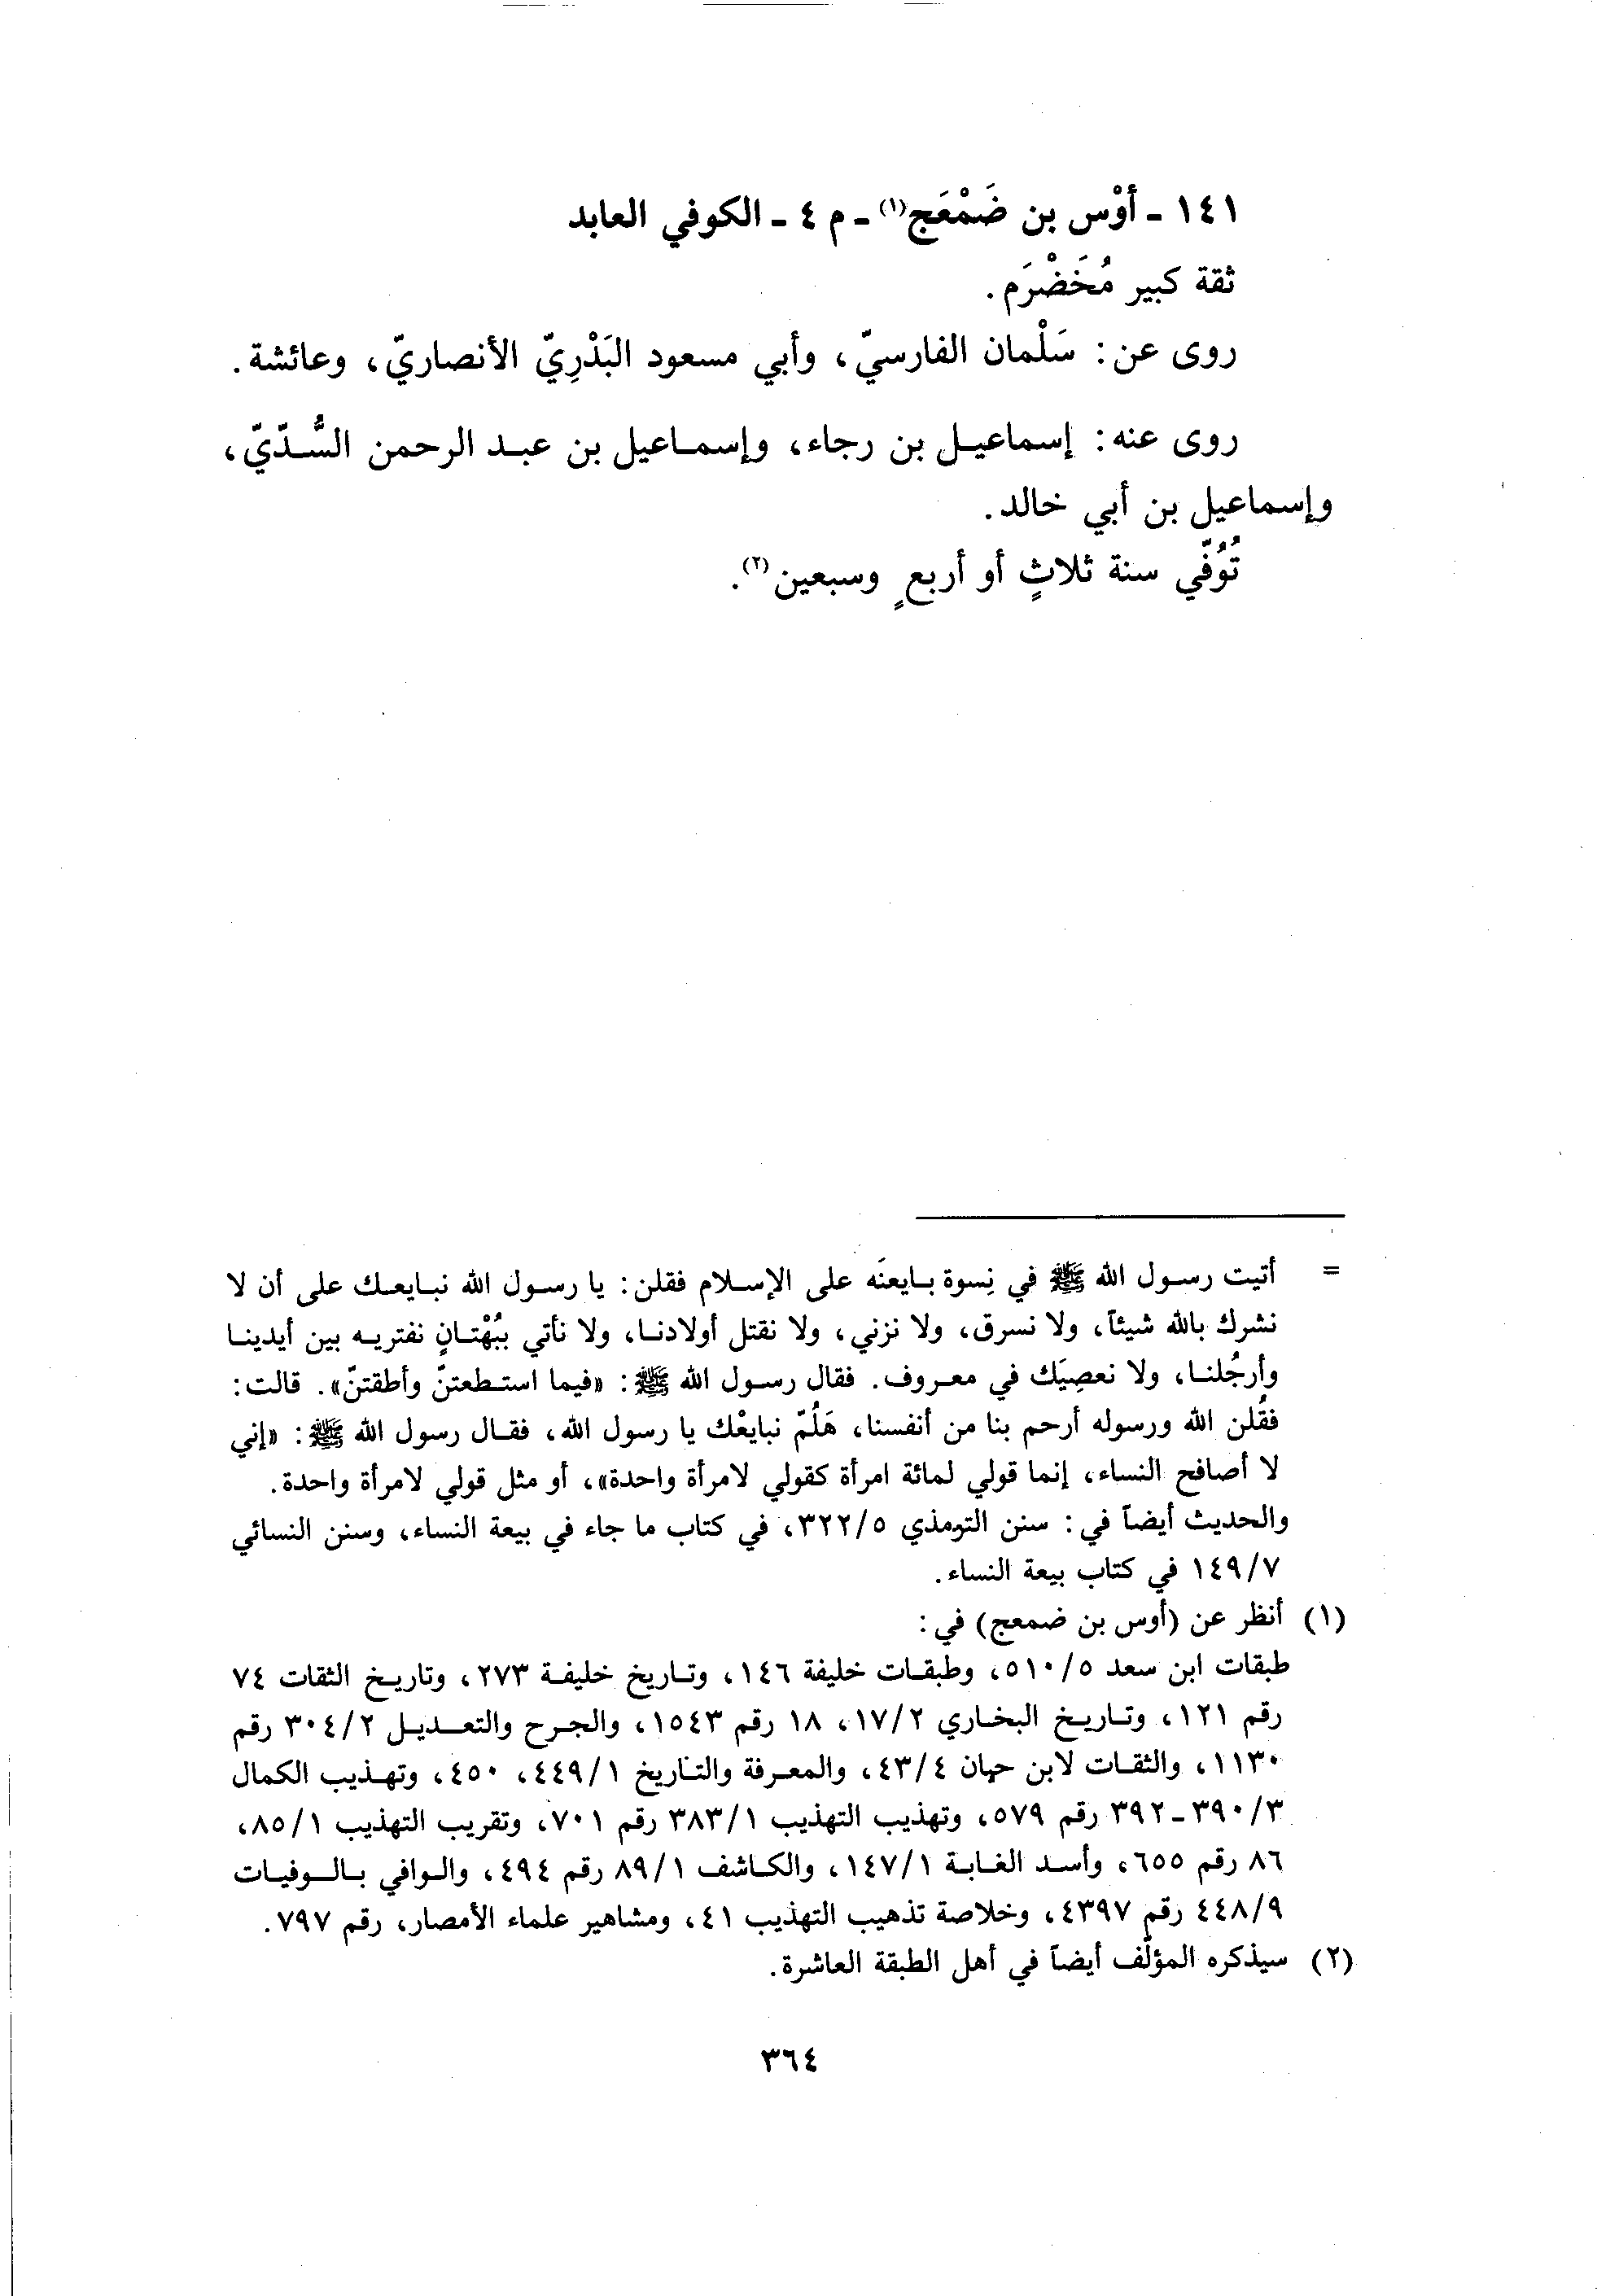 ١٤١ - أَوْس بن ضَمْعَج(١) - م ٤ - الكوفي العابد
ثقة كبير مُخَضْرَم.
روى عن: سَلْمان الفارسيّ، وأبي مسعود البَدْرِيّ الأنصاريّ، وعائشة.
روى عنه: إسماعيل بن رجاء، وإسماعيل بن عبد الرحمن السُّدّيّ،
وإسماعيل بن أبي خالد.
تُوُفّي سنة ثلاثٍ أو أربعٍ وسبعين(٢).
= أتيت رسول الله ﷺ في نِسوة بايعنَه على الإسلام فقلن: يا رسول الله نبايعك على أن لا
نشرك بالله شيئاً، ولا نسرق، ولا نزني، ولا نقتل أولادنا، ولا نأتي ببُهْتانٍ نفتريه بين أيدينا
وأرجُلنا، ولا نعصِيَك في معروف. فقال رسول الله ﷺ: «فيما استطعتنّ وأطقتنّ». قالت:
فقُلن الله ورسوله أرحم بنا من أنفسنا، هَلُمّ نبايعْك يا رسول الله، فقال رسول الله ﷺ: «إني
لا أصافح النساء، إنما قولي لمائة امرأة كقولي لامرأة واحدة»، أو مثل قولي لامرأة واحدة.
والحديث أيضاً في: سنن الترمذي ٣٢٢/٥، في كتاب ما جاء في بيعة النساء، وسنن النسائي
١٤٩/٧ في كتاب بيعة النساء.
(١) أنظر عن (أوس بن ضمعج) في:
طبقات ابن سعد ٥١٠/٥، وطبقات خليفة ١٤٦، وتاريخ خليفة ٢٧٣، وتاريخ الثقات ٧٤
رقم ١٢١، وتاريخ البخاري ١٧/٢، ١٨ رقم ١٥٤٣، والجرح والتعديل ٣٠٤/٢ رقم
١١٣٠، والثقات لابن حبان ٤٣/٤، والمعرفة والتاريخ ٤٤٩/١، ٤٥٠، وتهذيب الكمال
٣٩٠/٣ - ٣٩٢ رقم ٥٧٩، وتهذيب التهذيب ٣٨٣/١ رقم ٧٠١، وتقريب التهذيب ٨٥/١،
٨٦ رقم ٦٥٥، وأسد الغابة ١٤٧/١، والكاشف ٨٩/١ رقم ٤٩٤، والوافي بالوفيات
٤٤٨/٩ رقم ٤٣٩٧، وخلاصة تذهيب التهذيب ٤١، ومشاهير علماء الأمصار، رقم ٧٩٧.
(٢) سيذكره المؤلّف أيضاً في أهل الطبقة العاشرة.
٣٦٤